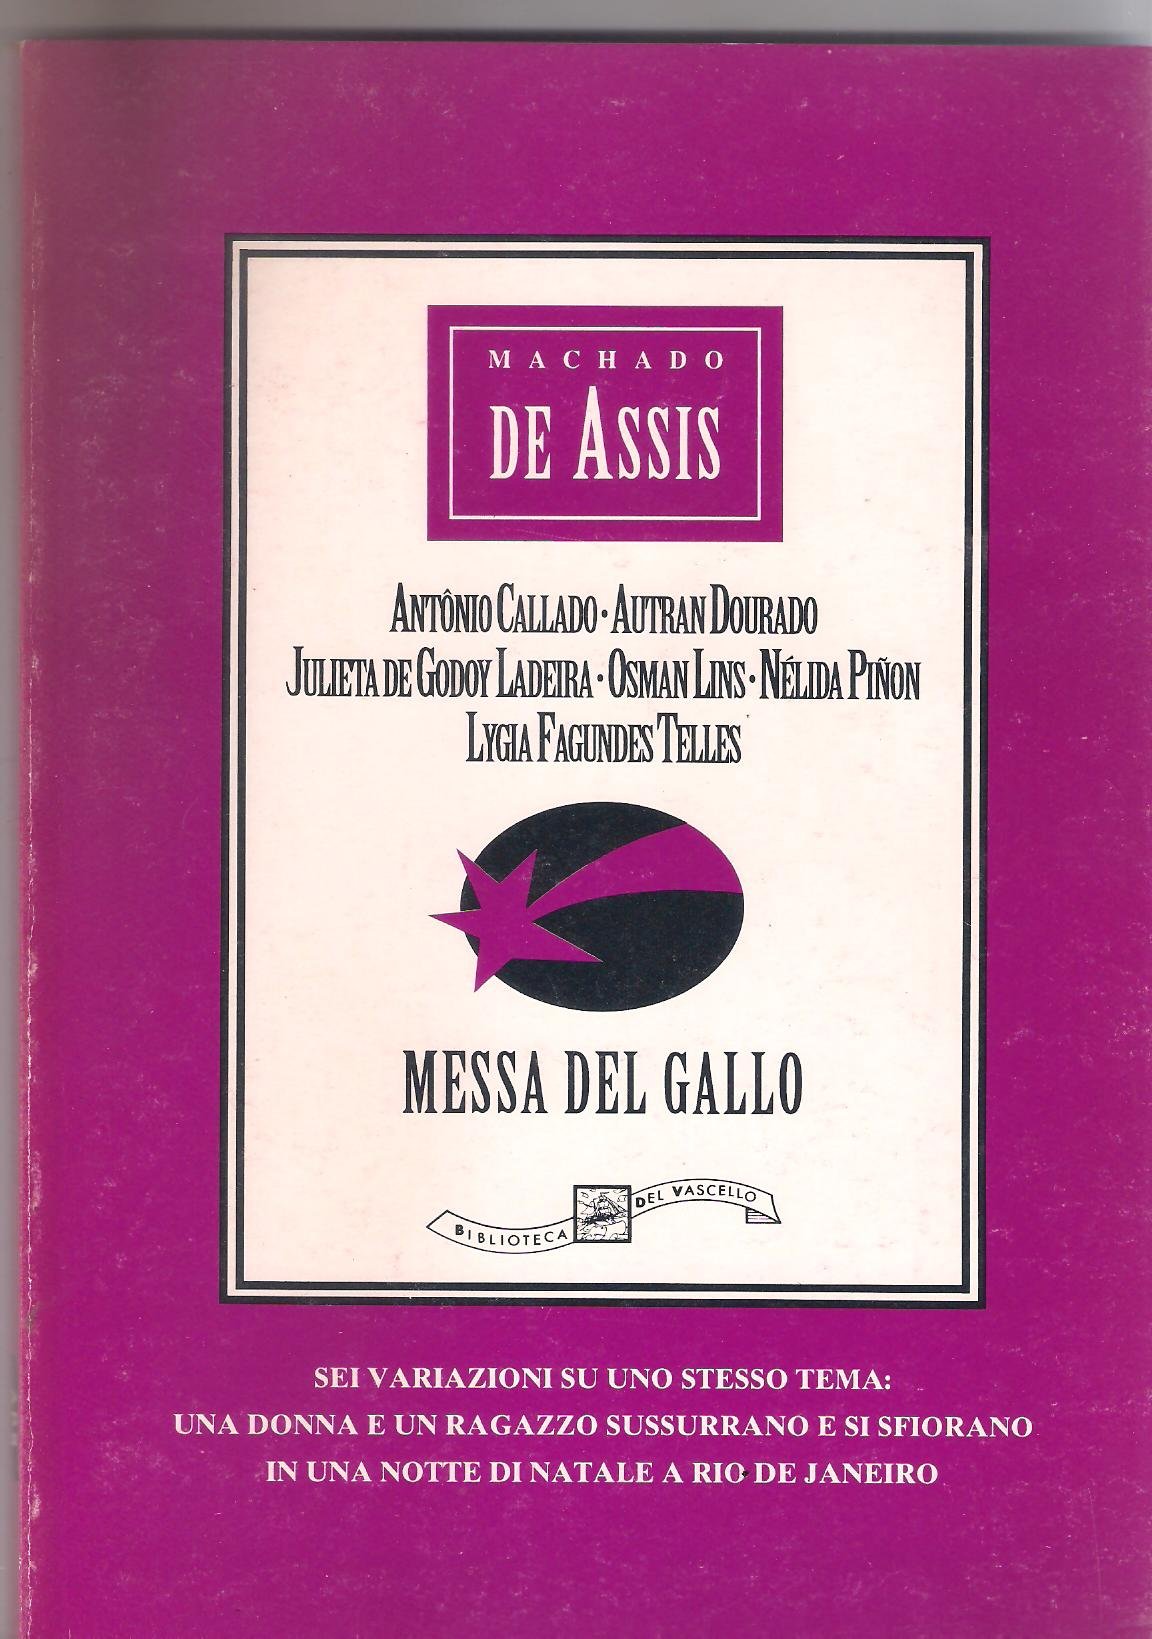 MACHADO
DE ASSIS
ANTÔNIO CALLADO • AUTRAN DOURADO
JULIETA DE GODOY LADEIRA • OSMAN LINS • NÉLIDA PIÑON
LYGIA FAGUNDES TELLES
MESSA DEL GALLO
BIBLIOTECA DEL VASCELLO
SEI VARIAZIONI SU UNO STESSO TEMA:
UNA DONNA E UN RAGAZZO SUSSURRANO E SI SFIORANO
IN UNA NOTTE DI NATALE A RIO DE JANEIRO